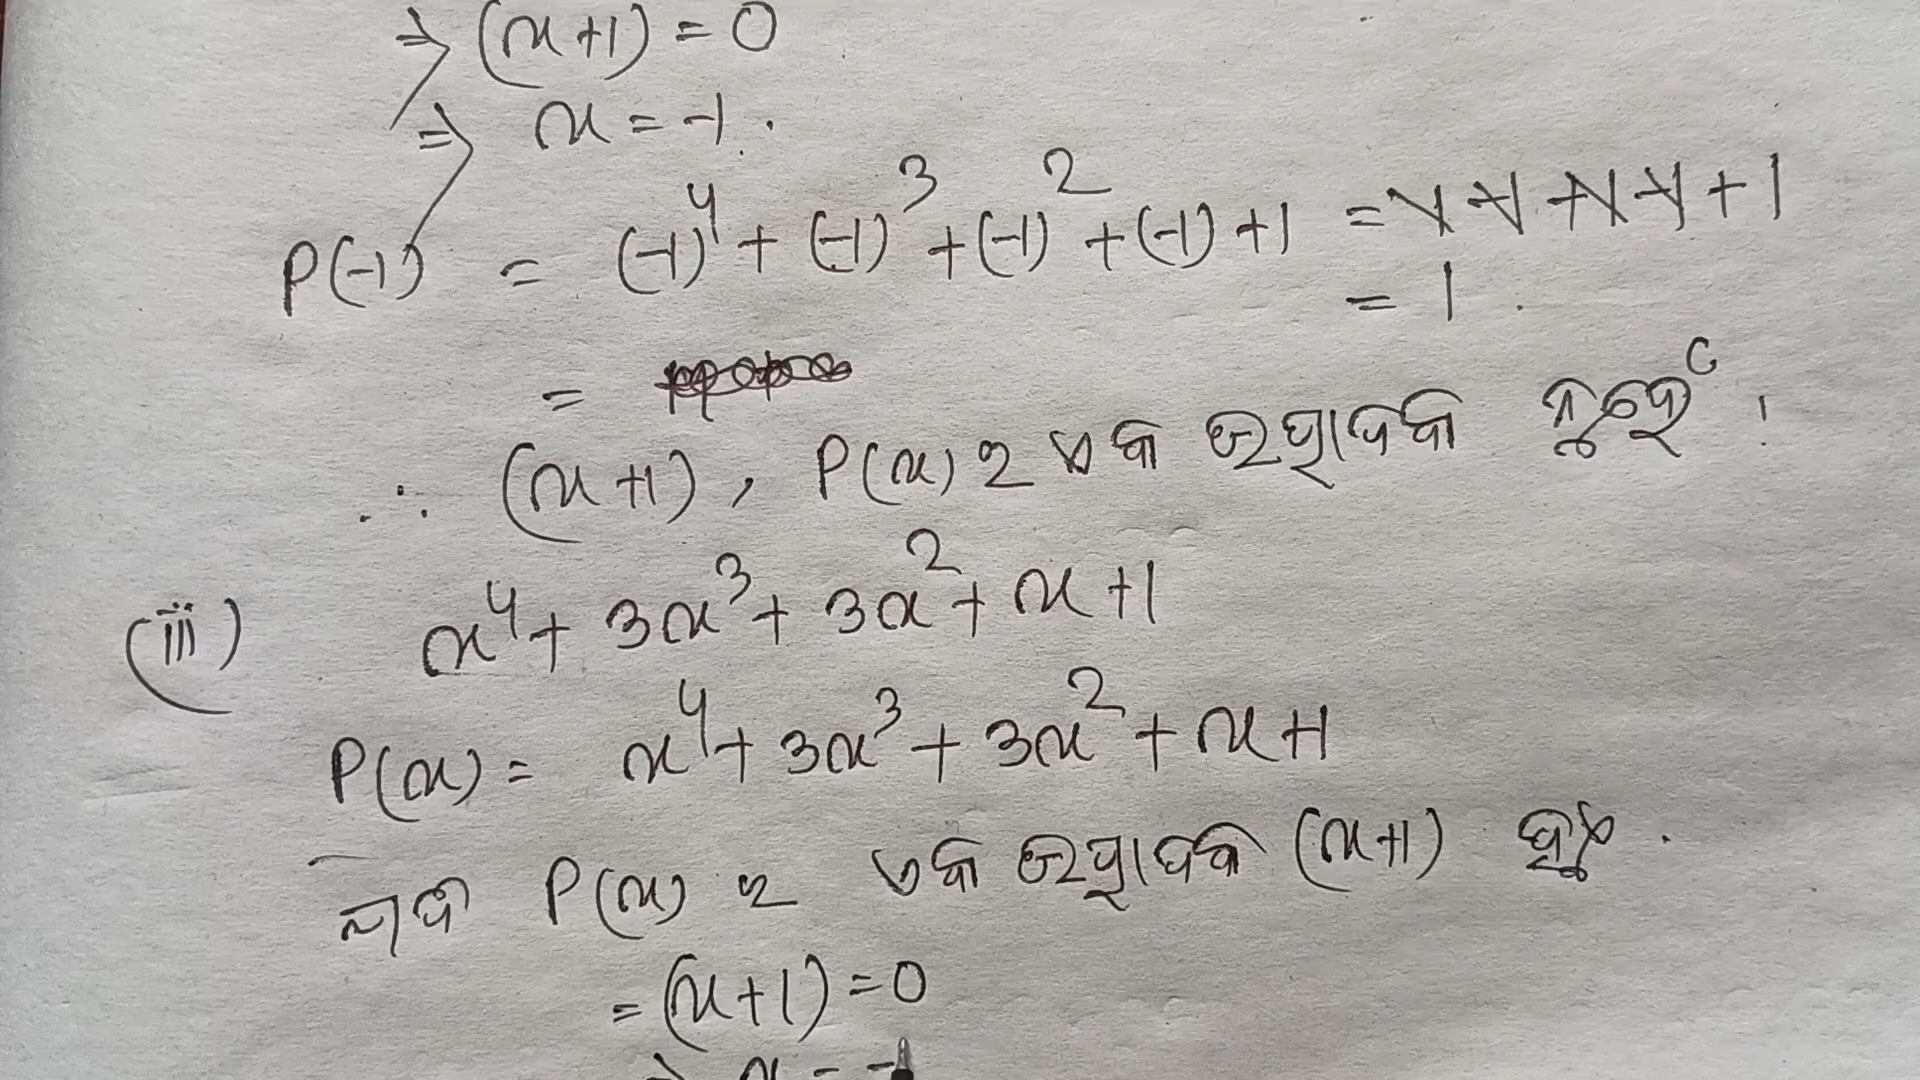 ⇒ (x+1) = 0
⇒ x = -1.
P(-1) = (-1)⁴ + (-1)³ + (-1)² + (-1) + 1 = 1 - 1 + 1 - 1 + 1
= 1.
=
∴ (x+1), P(x) ର ଏକ ଉତ୍ପାଦକ ନୁହେଁ ।
(iii) x⁴ + 3x³ + 3x² + x + 1
P(x) = x⁴ + 3x³ + 3x² + x + 1
ଯଦି P(x) ର ଏକ ଉତ୍ପାଦକ (x+1) ହୁଏ .
= (x+1) = 0
⇒ x = -